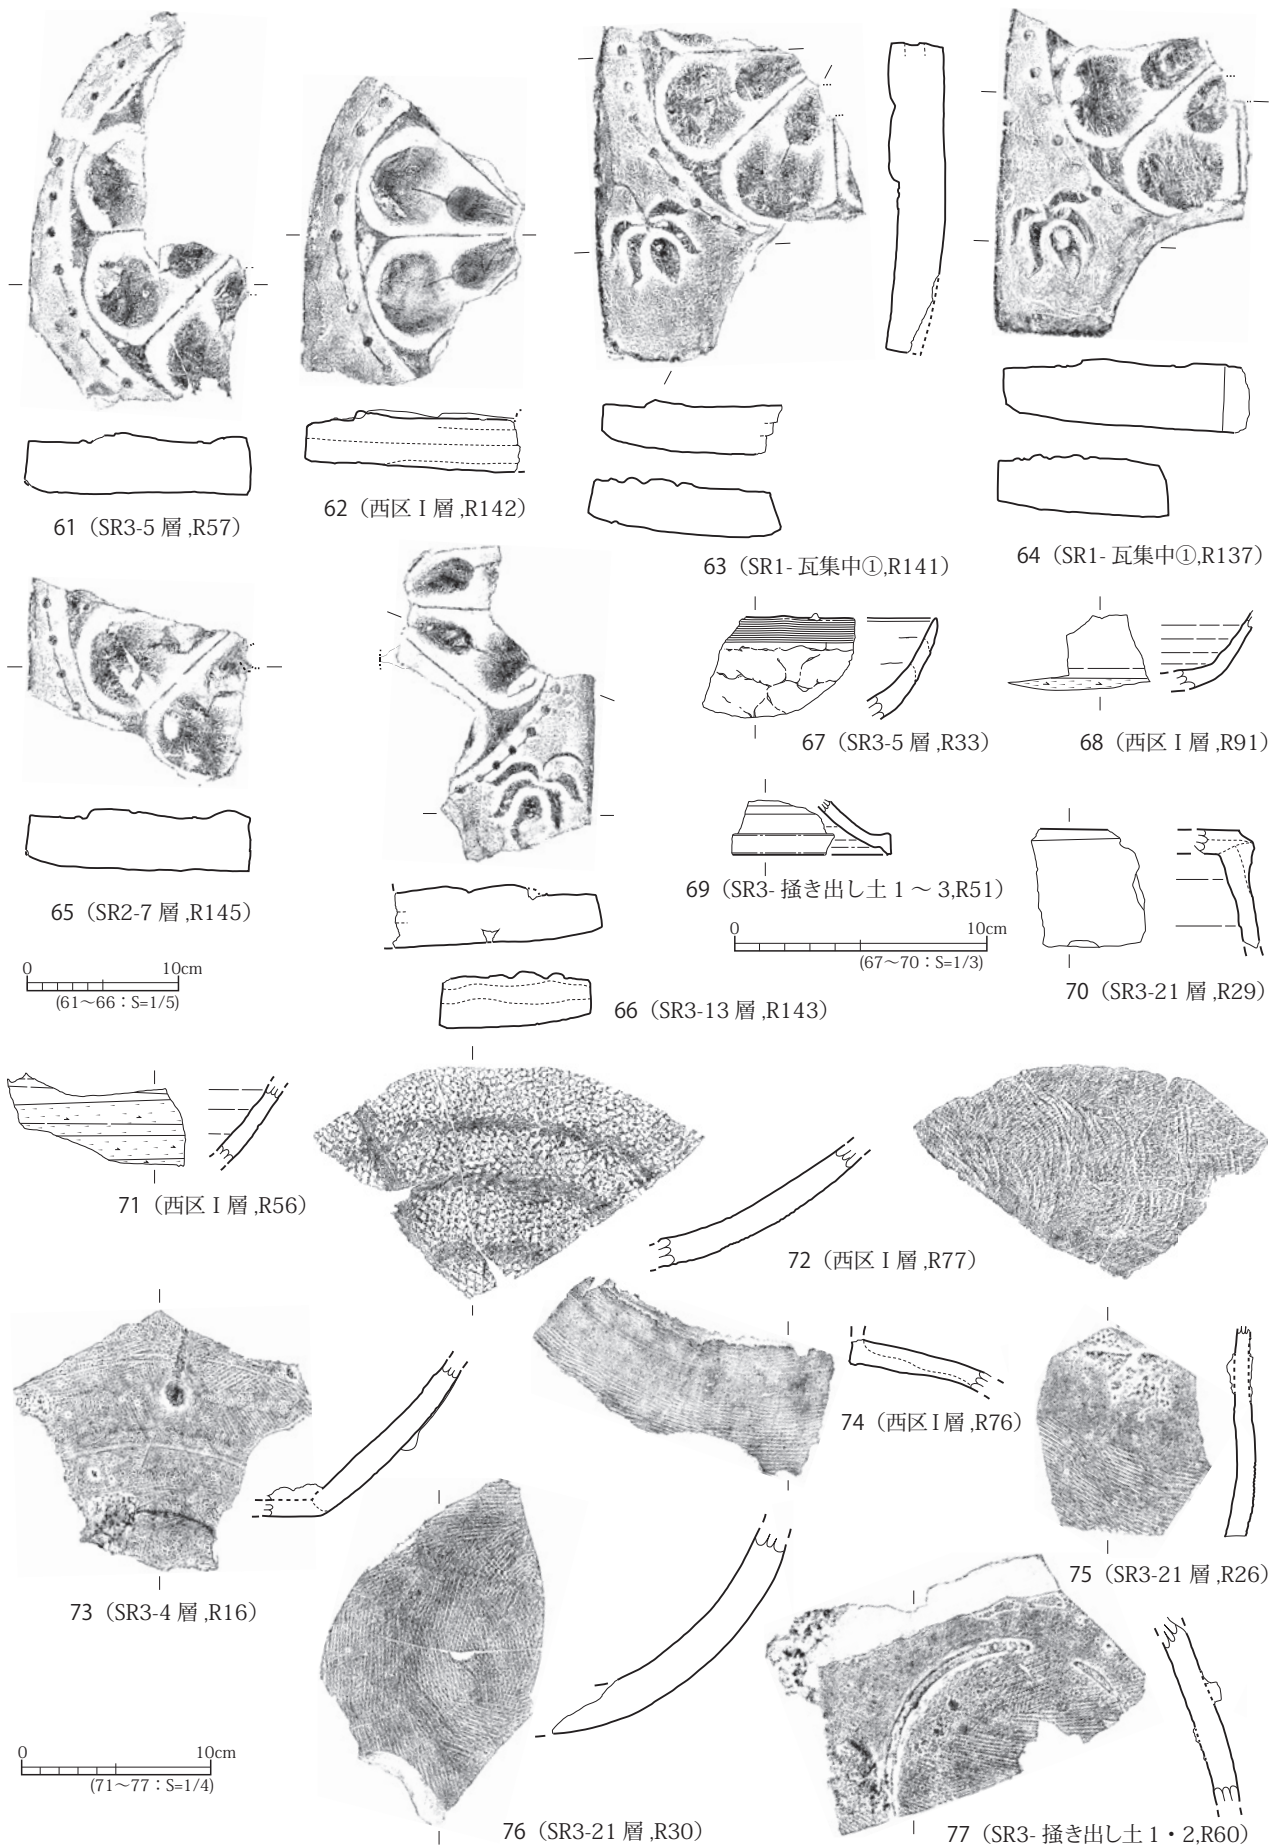 61（SR3-5 層 ,R57）
62（西区 I 層 ,R142）
63（SR1- 瓦集中①,R141）
64（SR1- 瓦集中①,R137）
65（SR2-7 層 ,R145）
0 10cm
(61～66：S=1/5)
66（SR3-13 層 ,R143）
67（SR3-5 層 ,R33）
68（西区 I 層 ,R91）
69（SR3- 掻き出し土 1 ～ 3,R51）
0 10cm
(67～70：S=1/3)
70（SR3-21 層 ,R29）
71（西区 I 層 ,R56）
72（西区 I 層 ,R77）
73（SR3-4 層 ,R16）
74（西区 I 層 ,R76）
75（SR3-21 層 ,R26）
0 10cm
(71～77：S=1/4)
76（SR3-21 層 ,R30）
77（SR3- 掻き出し土 1・2,R60）